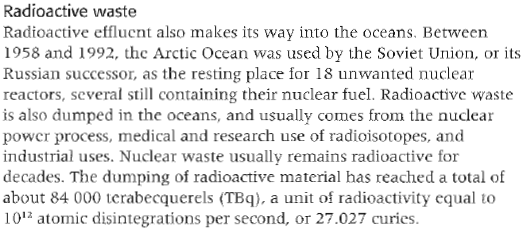 Radioactive waste
Radioactive effluent also makes its way into the oceans. Between
1958 and 1992, the Arctic Ocean was used by the Soviet Union, or its
Russian successor, as the resting place for 18 unwanted nuclear
reactors, several still containing their nuclear fuel. Radioactive waste
is also dumped in the oceans, and usually comes from the nuclear
power process, medical and research use of radioisotopes, and
industrial uses. Nuclear waste usually remains radioactive for
decades. The dumping of radioactive material has reached a total of
about 84 000 terabecquerels (TBq), a unit of radioactivity equal to
10¹² atomic disintegrations per second, or 27.027 curies.